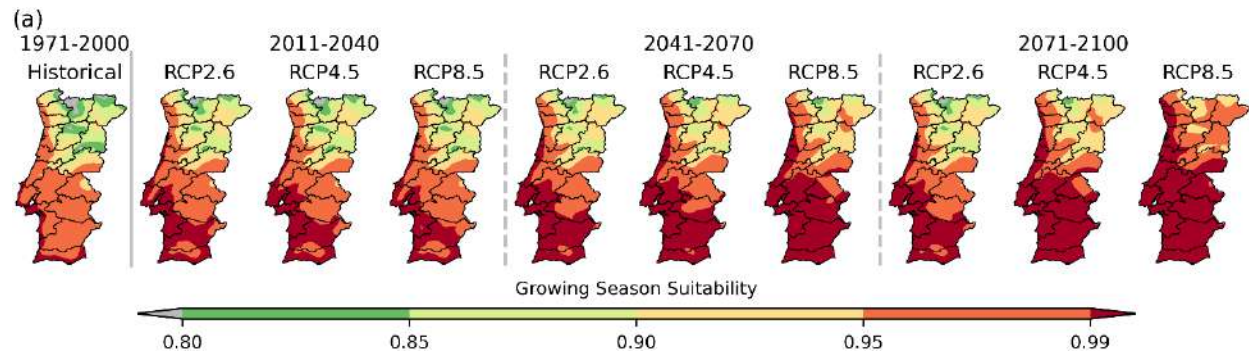 (a)
1971-2000 2011-2040 2041-2070 2071-2100
Historical RCP2.6 RCP4.5 RCP8.5 RCP2.6 RCP4.5 RCP8.5 RCP2.6 RCP4.5 RCP8.5
Growing Season Suitability
0.80 0.85 0.90 0.95 0.99